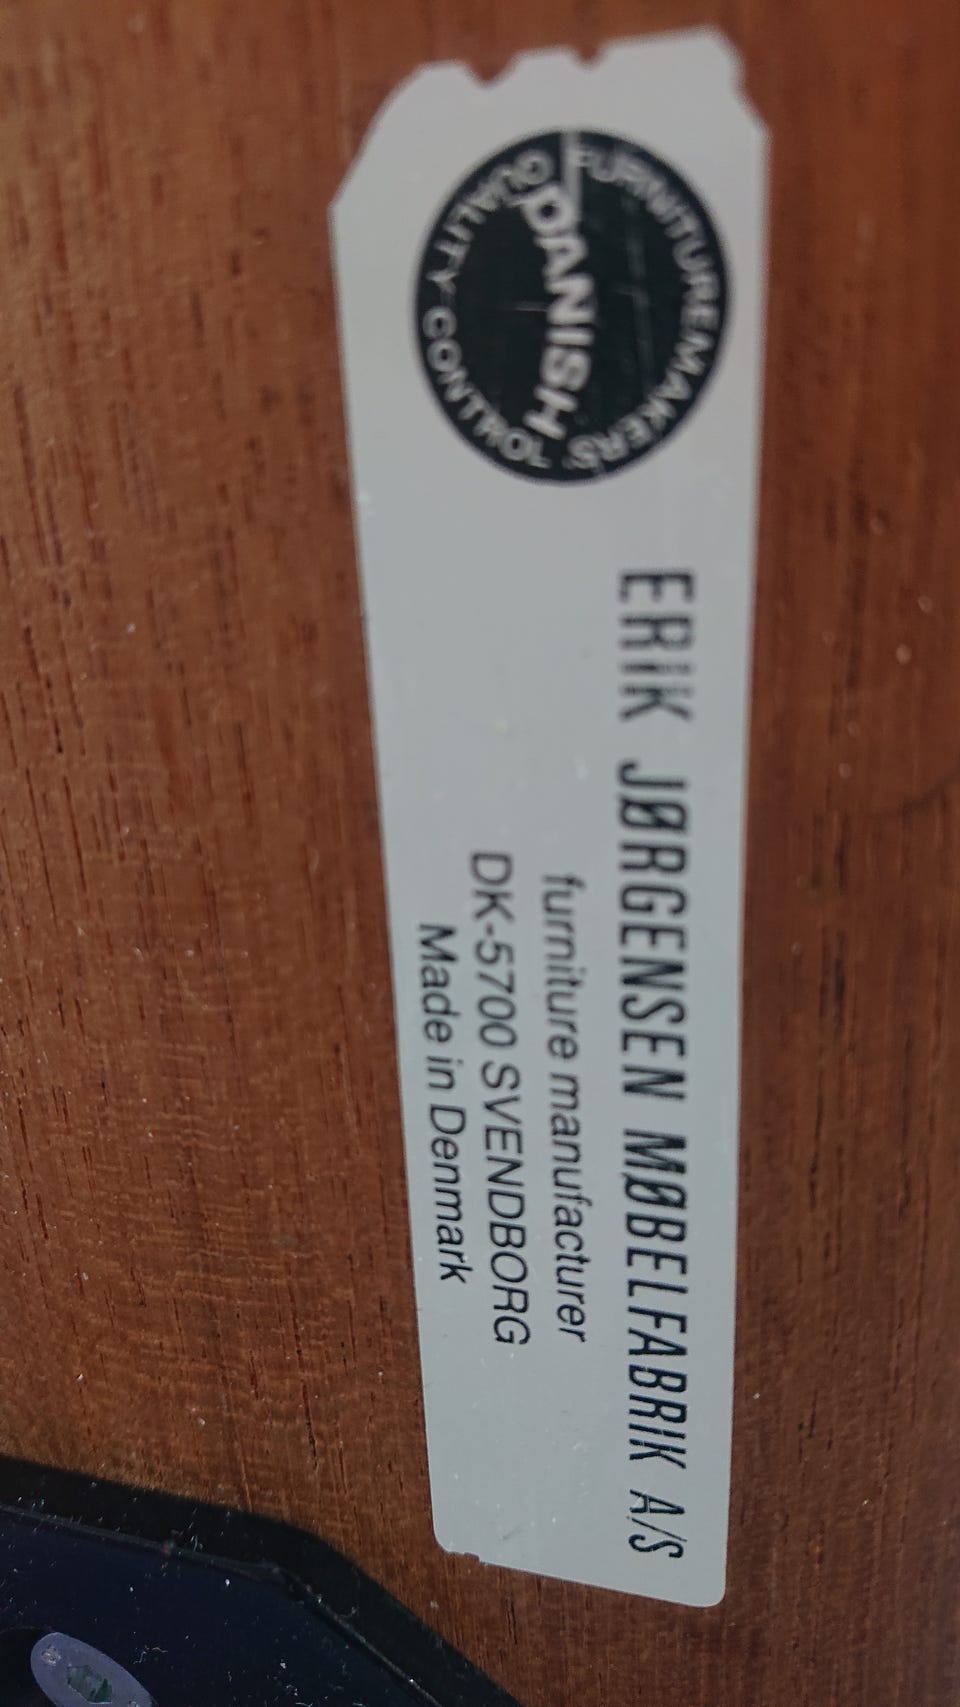 FURNITUREMAKERS'
DANISH
QUALITY CONTROL
ERIK JØRGENSEN MØBELFABRIK A/S
furniture manufacturer
DK-5700 SVENDBORG
Made in Denmark